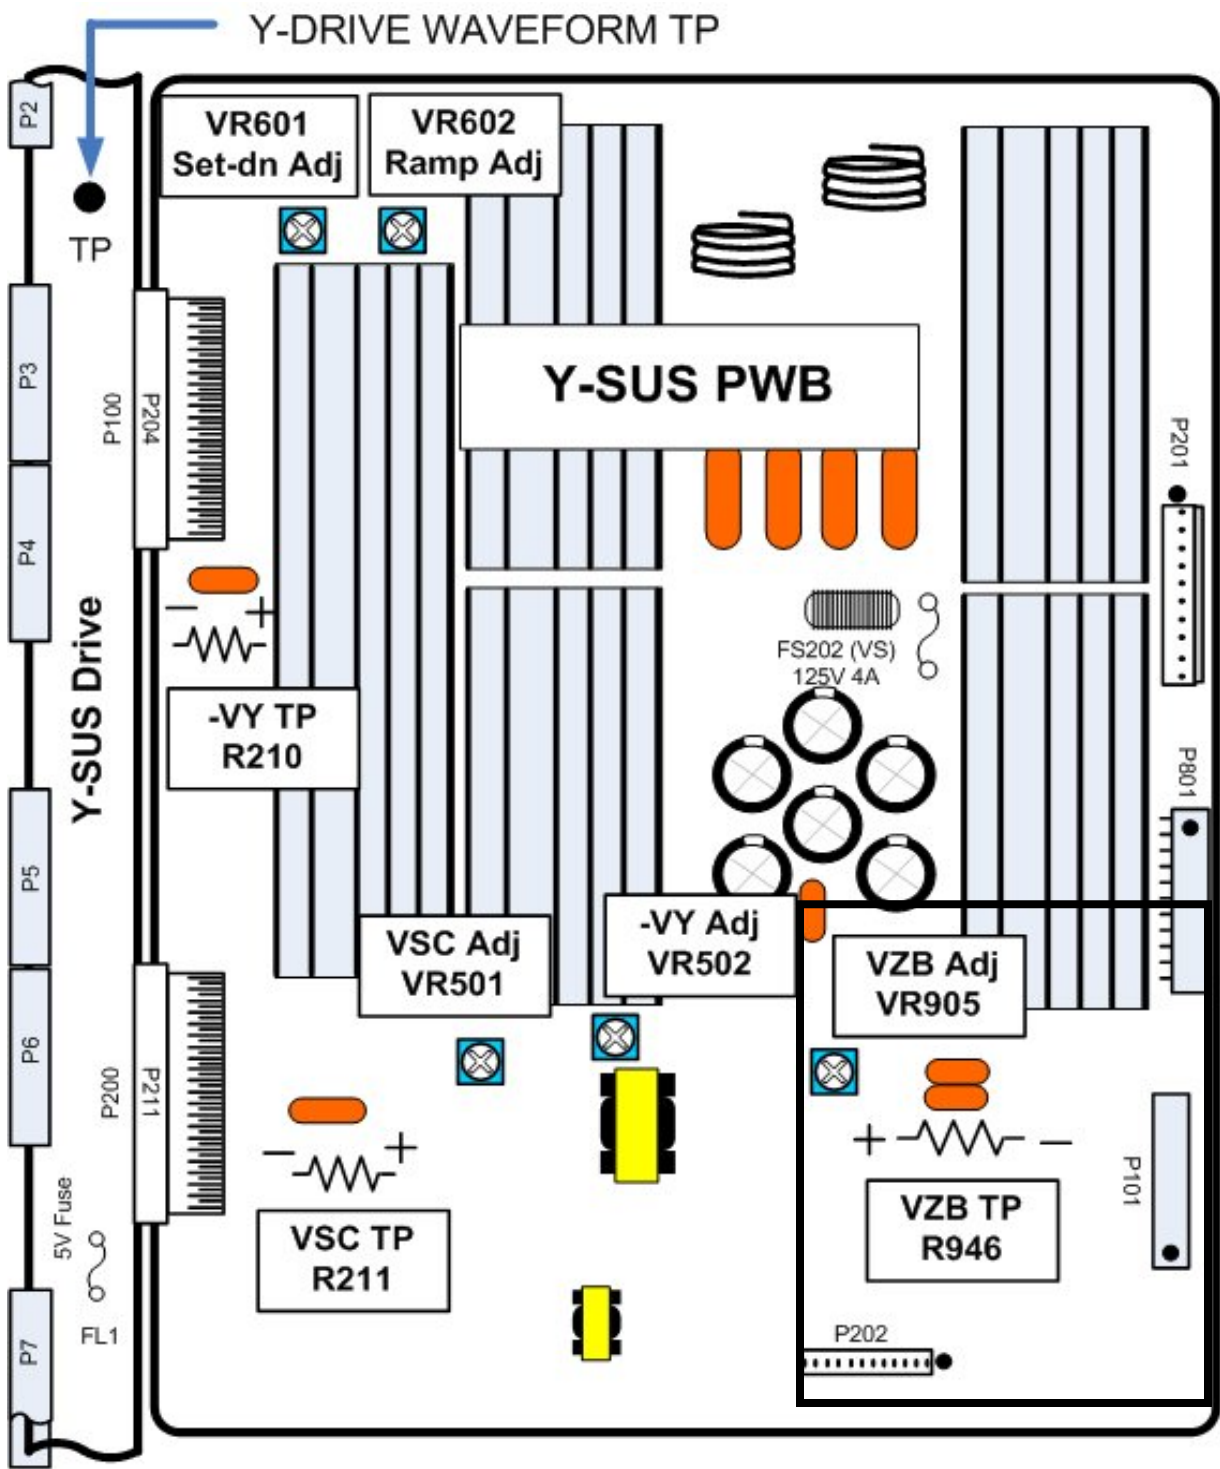 Y-DRIVE WAVEFORM TP
P2
VR601
Set-dn Adj
VR602
Ramp Adj
TP
P3
P100
P204
Y-SUS PWB
P201
P4
Y-SUS Drive
FS202 (VS)
125V 4A
-VY TP
R210
P801
P5
VSC Adj
VR501
-VY Adj
VR502
VZB Adj
VR905
P6
P200
P211
P101
5V Fuse
VZB TP
R946
VSC TP
R211
P7
FL1
P202